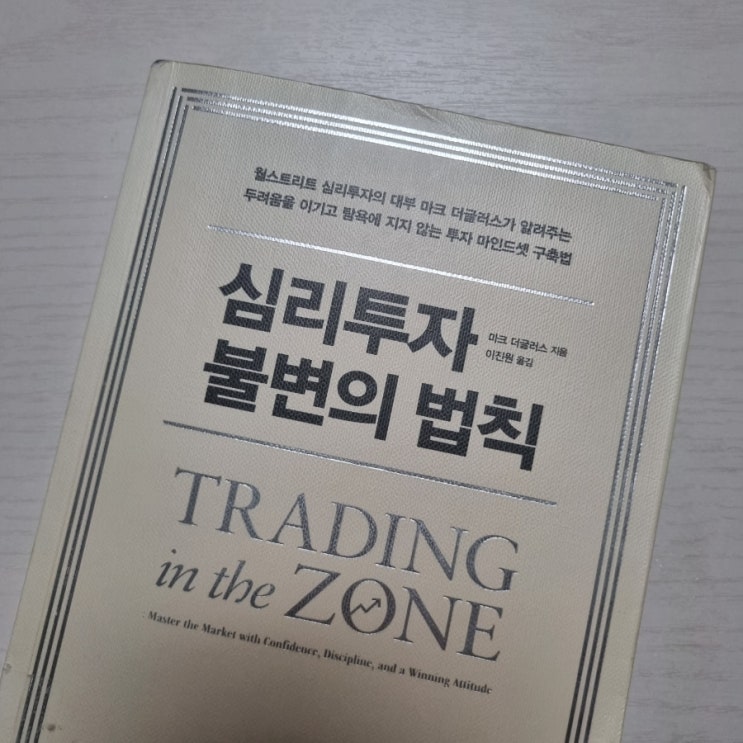 월스트리트 심리투자의 대부 마크 더글러스가 알려주는
두려움을 이기고 탐욕에 지지 않는 투자 마인드셋 구축법
심리투자
불변의 법칙
마크 더글러스 지음
이진원 옮김
TRADING
in the ZONE
Master the Market with Confidence, Discipline, and a Winning Attitude